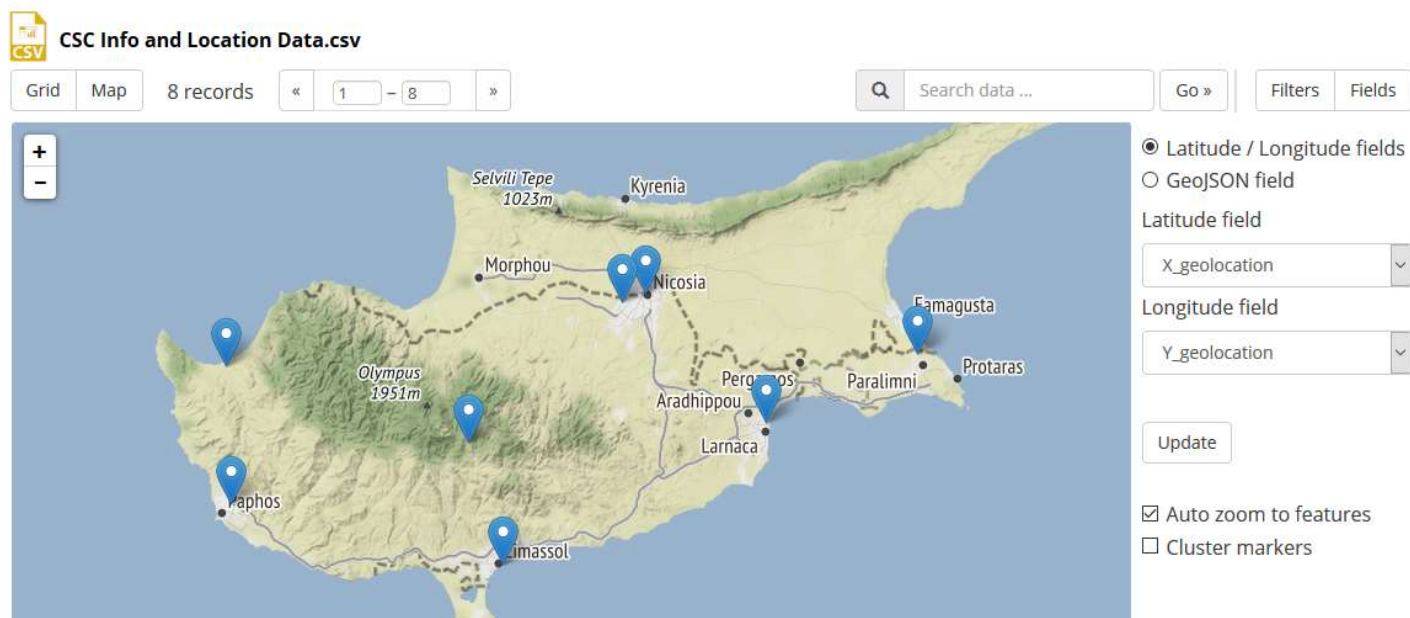 CSV
CSC Info and Location Data.csv
Grid Map 8 records « 1 – 8 » Search data ... Go » Filters Fields
+
−
Selvili Tepe
1023m
Kyrenia
Morphou
Nicosia
Famagusta
Olympus
1951m
Pergamos
Paralimni
Protaras
Aradhippou
Larnaca
Paphos
Limassol
Latitude / Longitude fields
GeoJSON field
Latitude field
X_geolocation
Longitude field
Y_geolocation
Update
Auto zoom to features
Cluster markers